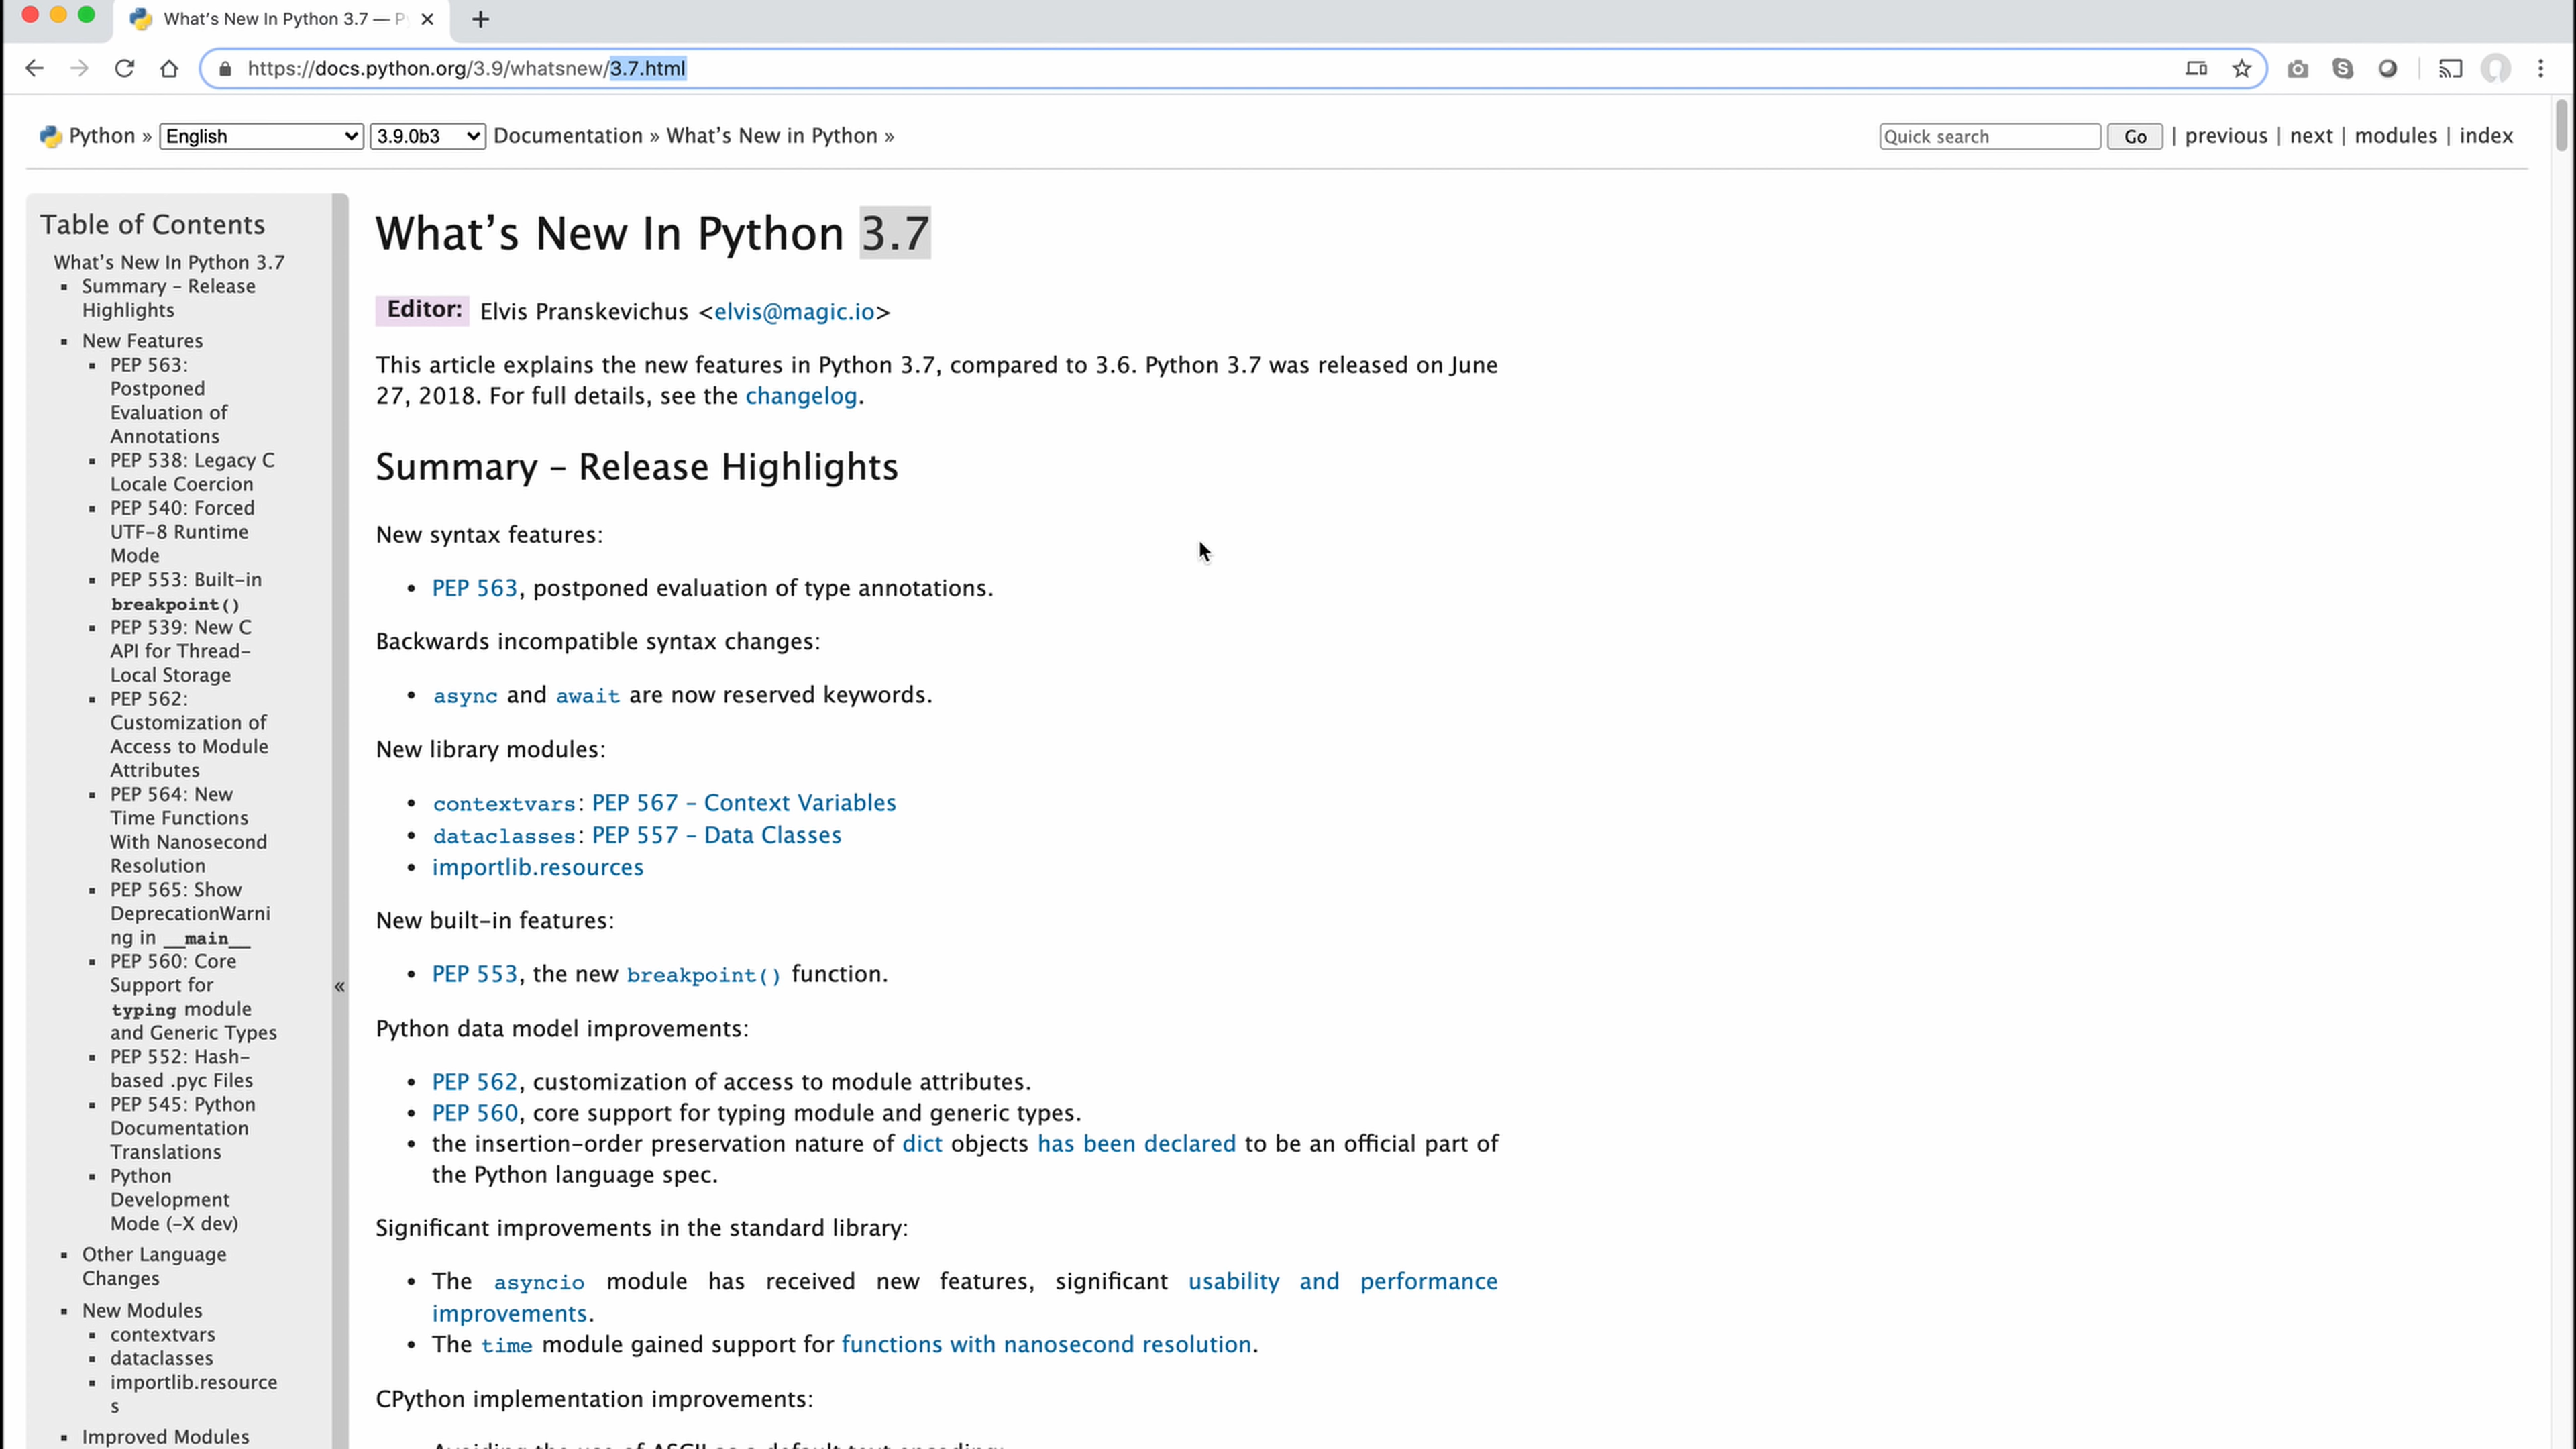 What's New In Python 3.7 — P
https://docs.python.org/3.9/whatsnew/3.7.html
Python » English 3.9.0b3 Documentation » What's New in Python » Quick search Go | previous | next | modules | index
Table of Contents
What's New In Python 3.7
Summary – Release
Highlights
New Features
PEP 563:
Postponed
Evaluation of
Annotations
PEP 538: Legacy C
Locale Coercion
PEP 540: Forced
UTF-8 Runtime
Mode
PEP 553: Built-in
breakpoint()
PEP 539: New C
API for Thread-
Local Storage
PEP 562:
Customization of
Access to Module
Attributes
PEP 564: New
Time Functions
With Nanosecond
Resolution
PEP 565: Show
DeprecationWarni
ng in __main__
PEP 560: Core
Support for
typing module
and Generic Types
PEP 552: Hash-
based .pyc Files
PEP 545: Python
Documentation
Translations
Python
Development
Mode (-X dev)
Other Language
Changes
New Modules
contextvars
dataclasses
importlib.resource
s
Improved Modules
«
What's New In Python 3.7
Editor: Elvis Pranskevichus <elvis@magic.io>
This article explains the new features in Python 3.7, compared to 3.6. Python 3.7 was released on June
27, 2018. For full details, see the changelog.
Summary – Release Highlights
New syntax features:
• PEP 563, postponed evaluation of type annotations.
Backwards incompatible syntax changes:
• async and await are now reserved keywords.
New library modules:
• contextvars: PEP 567 – Context Variables
• dataclasses: PEP 557 – Data Classes
• importlib.resources
New built-in features:
• PEP 553, the new breakpoint() function.
Python data model improvements:
• PEP 562, customization of access to module attributes.
• PEP 560, core support for typing module and generic types.
• the insertion-order preservation nature of dict objects has been declared to be an official part of
the Python language spec.
Significant improvements in the standard library:
• The asyncio module has received new features, significant usability and performance
improvements.
• The time module gained support for functions with nanosecond resolution.
CPython implementation improvements:
Avoiding the use of ASCII as a default text encoding: